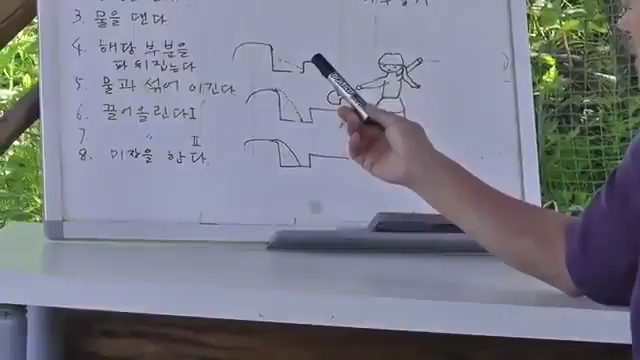 3. 물을 댄다.
4. 해당 부분을
파 뒤집는다.
5. 물과 섞어 이긴다.
6. 끌어올린다 I
7. 〃 II
8. 미장을 한다.